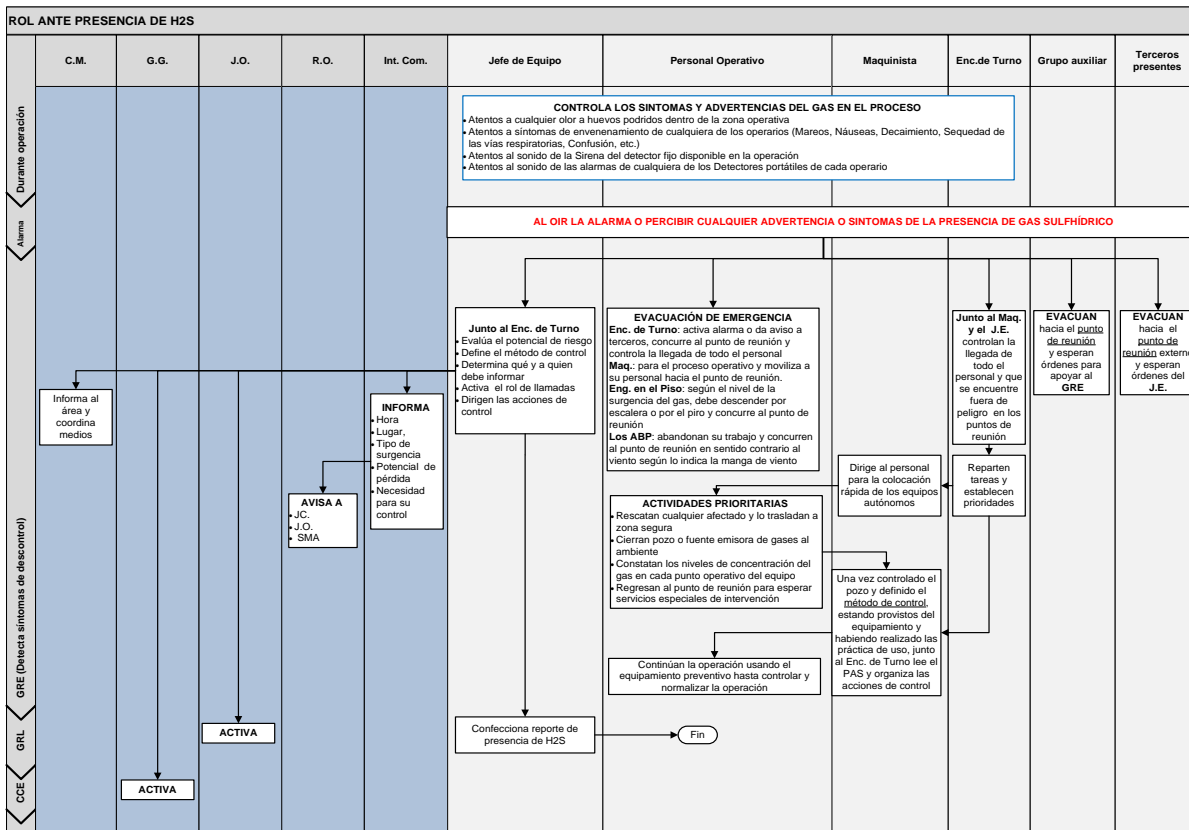 ROL ANTE PRESENCIA DE H2S
C.M.
G.G.
J.O.
R.O.
Int. Com.
Jefe de Equipo
Personal Operativo
Maquinista
Enc.de Turno
Grupo auxiliar
Terceros
presentes
Durante operación
CONTROLA LOS SINTOMAS Y ADVERTENCIAS DEL GAS EN EL PROCESO
• Atentos a cualquier olor a huevos podridos dentro de la zona operativa
• Atentos a síntomas de envenenamiento de cualquiera de los operarios (Mareos, Náuseas, Decaimiento, Sequedad de
las vías respiratorias, Confusión, etc.)
• Atentos al sonido de la Sirena del detector fijo disponible en la operación
• Atentos al sonido de las alarmas de cualquiera de los Detectores portátiles de cada operario
Alarma
AL OIR LA ALARMA O PERCIBIR CUALQUIER ADVERTENCIA O SINTOMAS DE LA PRESENCIA DE GAS SULFHÍDRICO
GRE (Detecta síntomas de descontrol)
Informa al
área y
coordina
medios
AVISA A
• JC.
• J.O.
• SMA
INFORMA
• Hora
• Lugar,
• Tipo de
surgencia
• Potencial de
pérdida
• Necesidad
para su
control
Junto al Enc. de Turno
• Evalúa el potencial de riesgo
• Define el método de control
• Determina qué y a quien
debe informar
• Activa el rol de llamadas
• Dirigen las acciones de
control
EVACUACIÓN DE EMERGENCIA
Enc. de Turno: activa alarma o da aviso a
terceros, concurre al punto de reunión y
controla la llegada de todo el personal
Maq.: para el proceso operativo y moviliza a
su personal hacia el punto de reunión.
Eng. en el Piso: según el nivel de la
surgencia del gas, debe descender por
escalera o por el piro y concurre al punto de
reunión
Los ABP: abandonan su trabajo y concurren
al punto de reunión en sentido contrario al
viento según lo indica la manga de viento
Junto al Maq.
y el J.E.
controlan la
llegada de
todo el
personal y que
se encuentre
fuera de
peligro en los
puntos de
reunión
EVACUAN
hacia el punto
de reunión
y esperan
órdenes para
apoyar al
GRE
EVACUAN
hacia el
punto de
reunión externo
y esperan
órdenes del
J.E.
Reparten
tareas y
establecen
prioridades
Dirige al personal
para la colocación
rápida de los equipos
autónomos
ACTIVIDADES PRIORITARIAS
• Rescatan cualquier afectado y lo trasladan a
zona segura
• Cierran pozo o fuente emisora de gases al
ambiente
• Constatan los niveles de concentración del
gas en cada punto operativo del equipo
• Regresan al punto de reunión para esperar
servicios especiales de intervención
Una vez controlado el
pozo y definido el
método de control,
estando provistos del
equipamiento y
habiendo realizado las
práctica de uso, junto
al Enc. de Turno lee el
PAS y organiza las
acciones de control
Continúan la operación usando el
equipamiento preventivo hasta controlar y
normalizar la operación
GRL
ACTIVA
Confecciona reporte de
presencia de H2S
Fin
CCE
ACTIVA